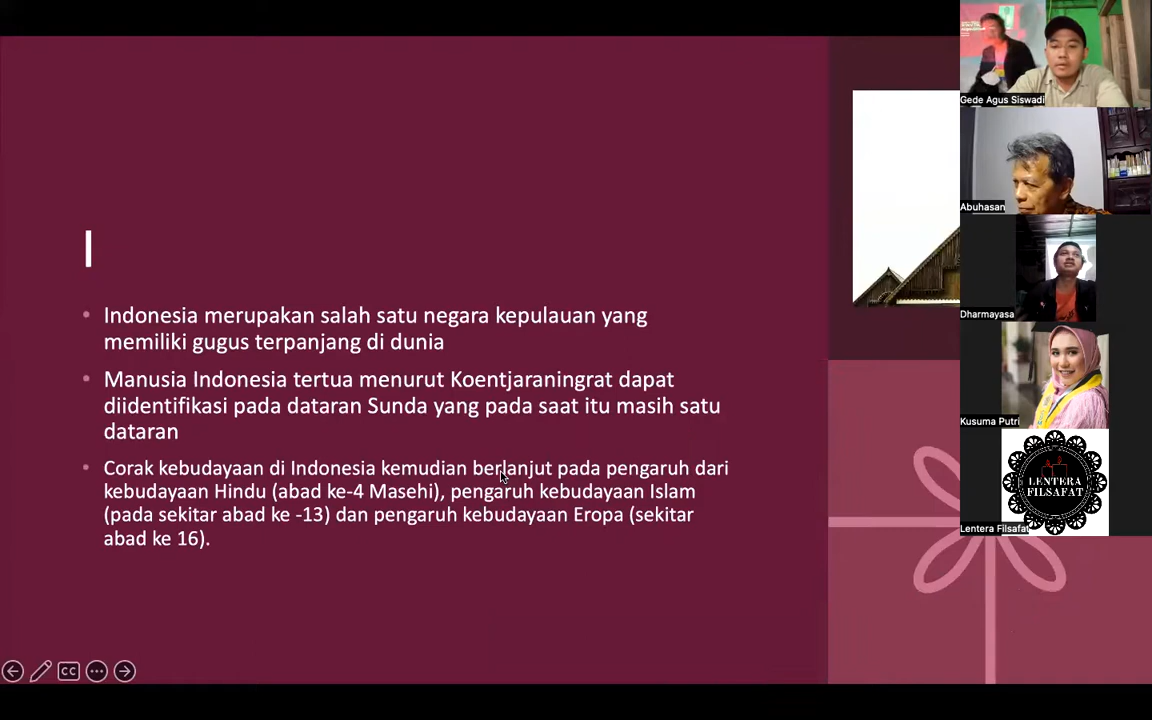 I
• Indonesia merupakan salah satu negara kepulauan yang
memiliki gugus terpanjang di dunia
• Manusia Indonesia tertua menurut Koentjaraningrat dapat
diidentifikasi pada dataran Sunda yang pada saat itu masih satu
dataran
• Corak kebudayaan di Indonesia kemudian berlanjut pada pengaruh dari
kebudayaan Hindu (abad ke-4 Masehi), pengaruh kebudayaan Islam
(pada sekitar abad ke -13) dan pengaruh kebudayaan Eropa (sekitar
abad ke 16).
CC
Gede Agus Siswadi
Abuhasan
Dharmayasa
Kusuma Putri
LENTERA
FILSAFAT
Lentera Filsafat